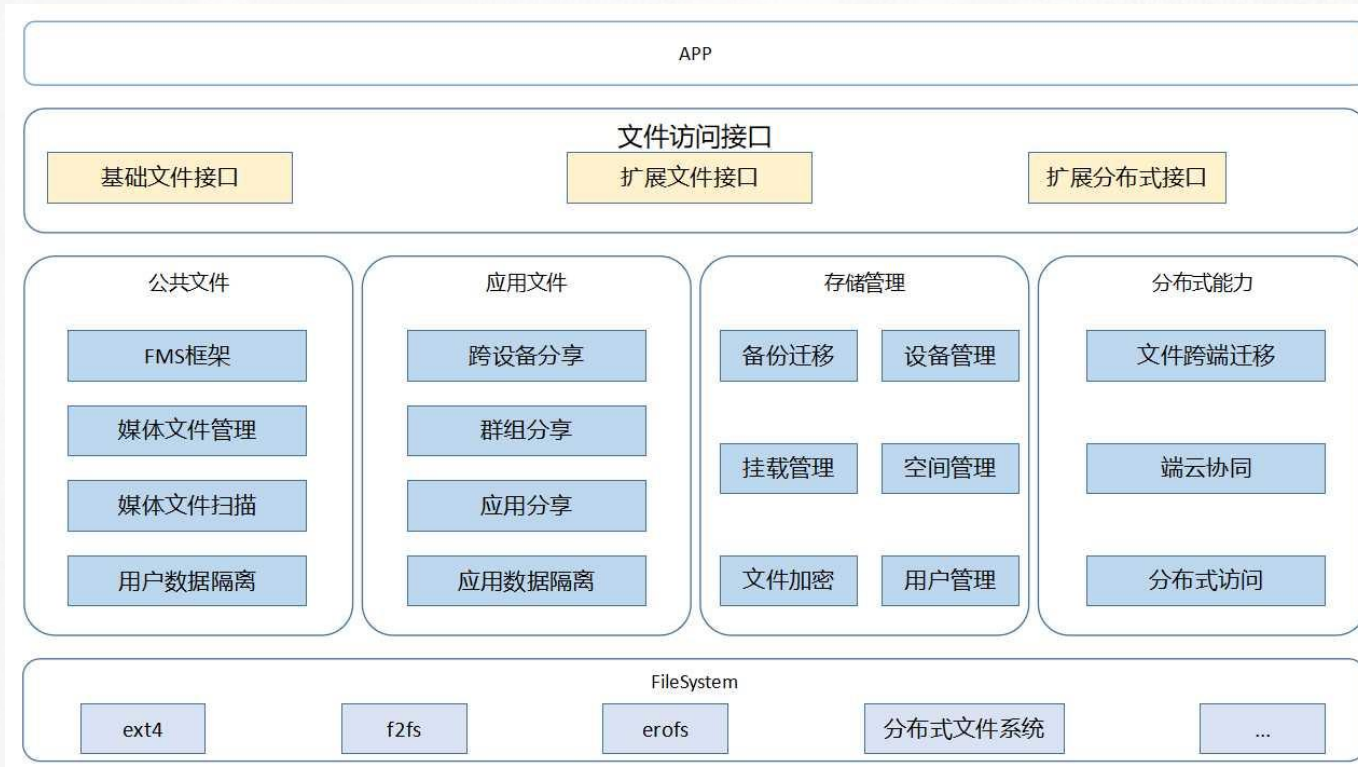 APP
文件访问接口
基础文件接口
扩展文件接口
扩展分布式接口
公共文件
FMS框架
媒体文件管理
媒体文件扫描
用户数据隔离
应用文件
跨设备分享
群组分享
应用分享
应用数据隔离
存储管理
备份迁移
设备管理
挂载管理
空间管理
文件加密
用户管理
分布式能力
文件跨端迁移
端云协同
分布式访问
FileSystem
ext4
f2fs
erofs
分布式文件系统
...